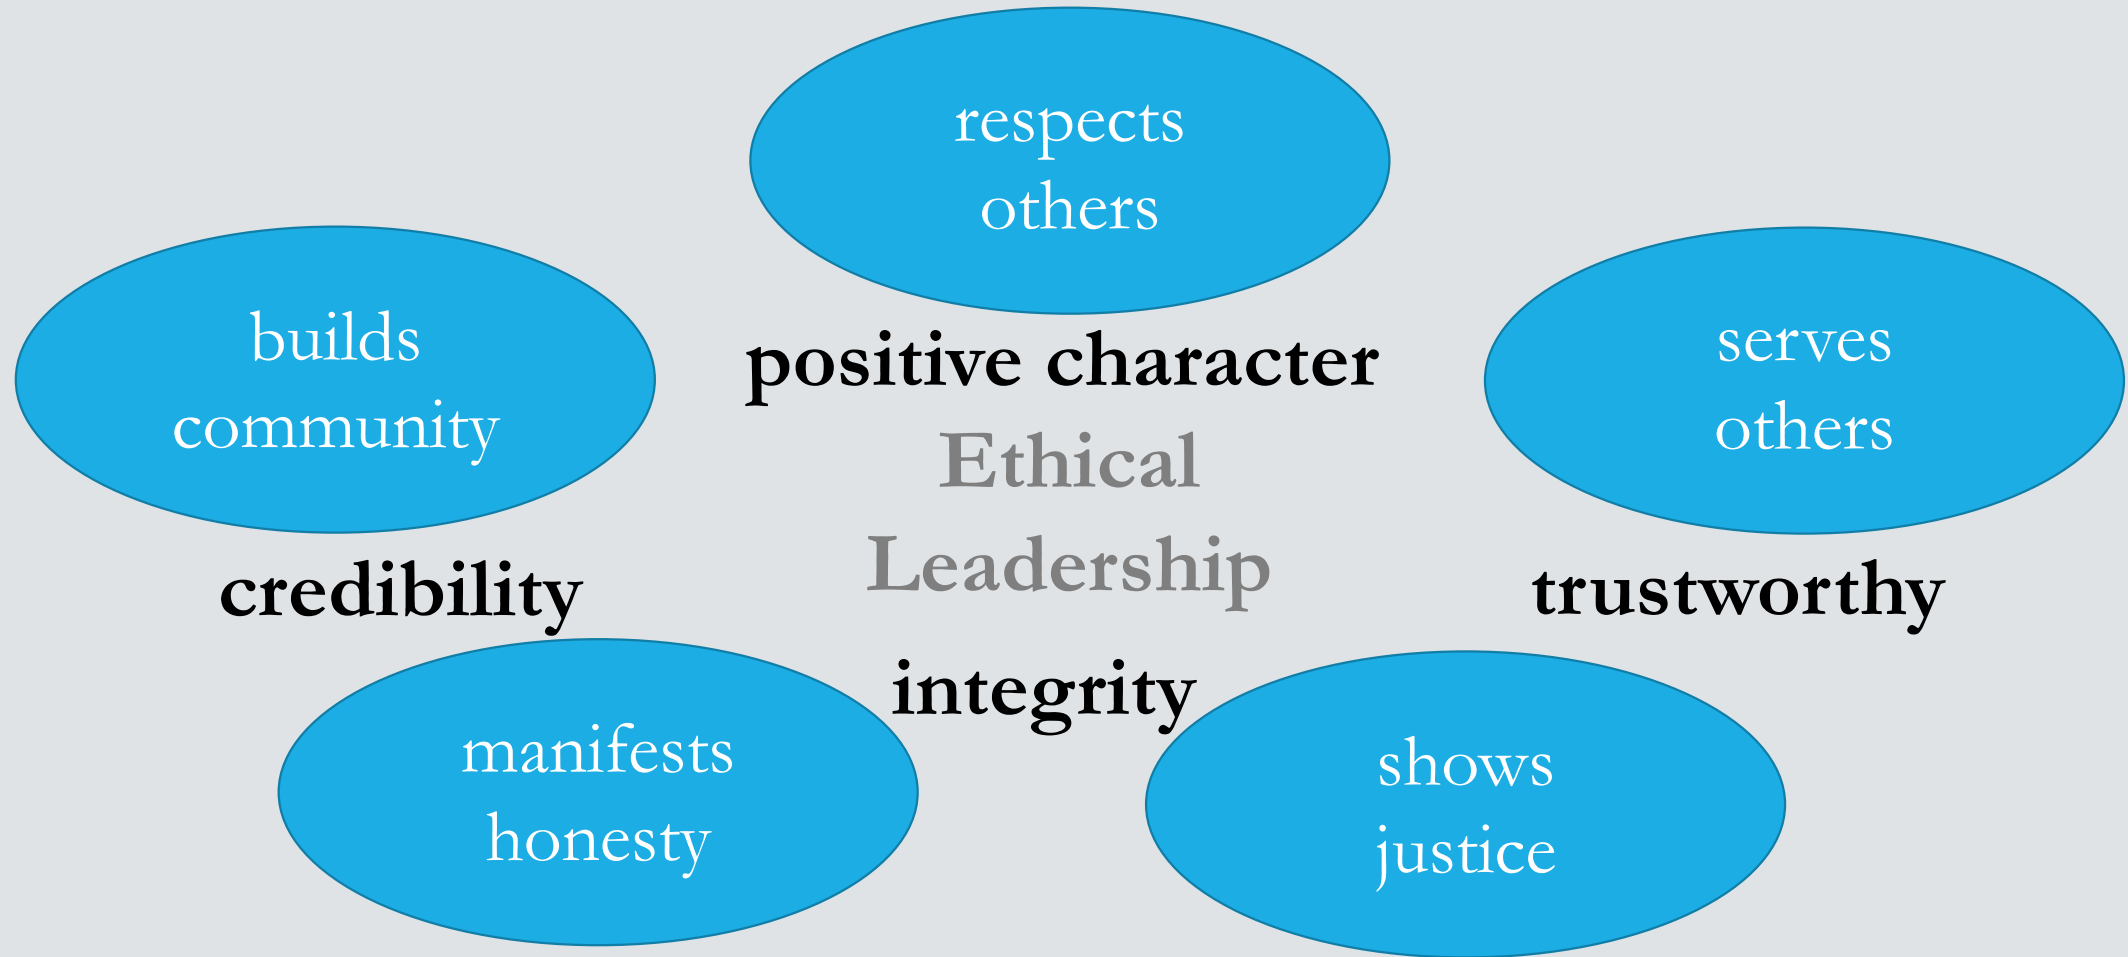 respects
others
builds
community
serves
others
positive character
Ethical
Leadership
credibility
trustworthy
integrity
manifests
honesty
shows
justice